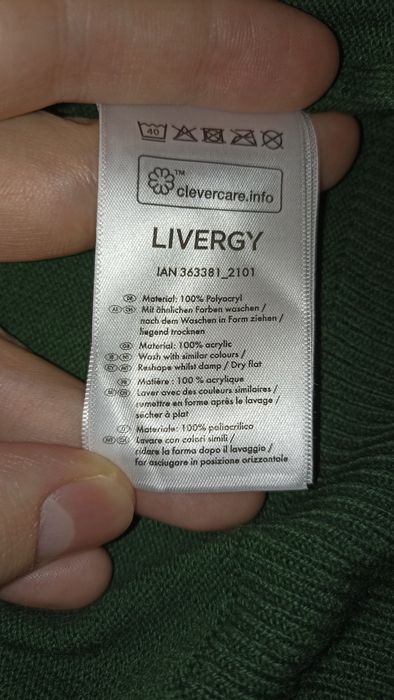 40
™
clevercare.info
LIVERGY
IAN 363381_2101
Material: 100% Polyacryl
Mit ähnlichen Farben waschen /
nach dem Waschen in Form ziehen /
liegend trocknen
Material: 100% acrylic
Wash with similar colours /
Reshape whilst damp / Dry flat
Matière : 100 % acrylique
Laver avec des couleurs similaires /
remettre en forme après le lavage /
sécher à plat
Materiale: 100% poliacrilico
Lavare con colori simili /
ridare la forma dopo il lavaggio /
far asciugare in posizione orizzontale